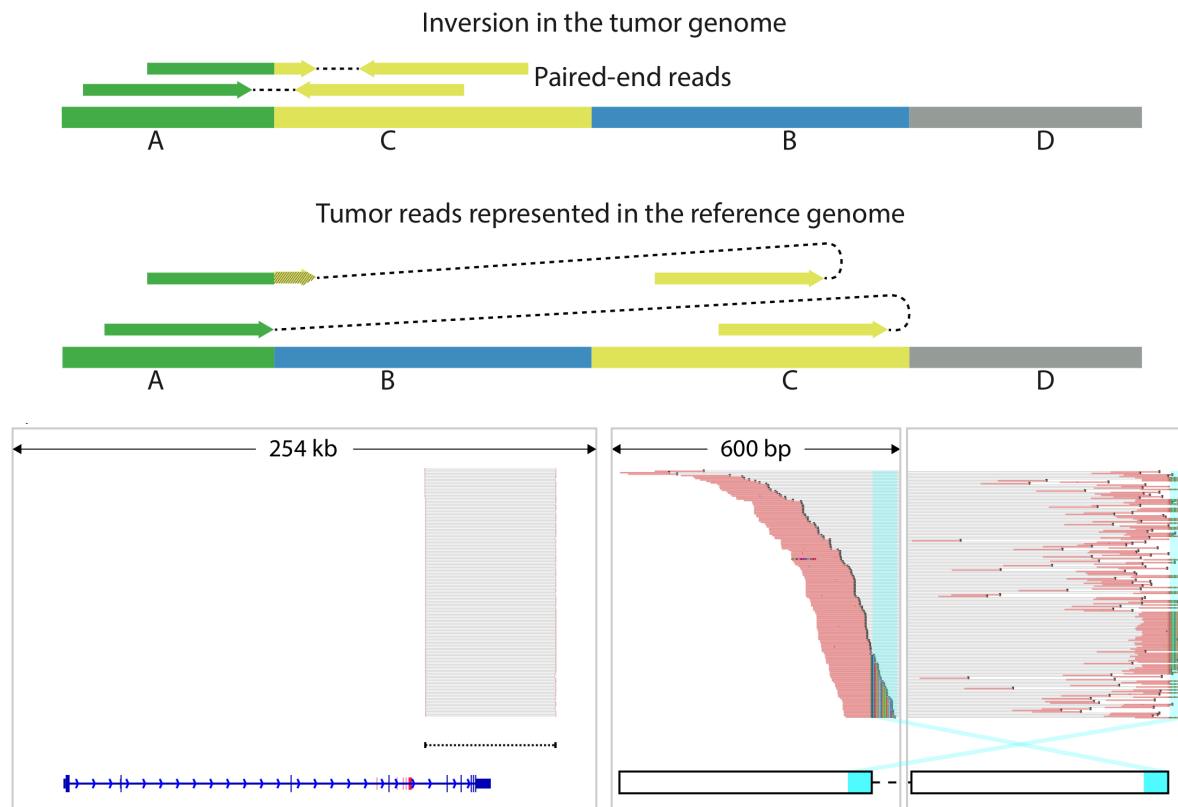 Inversion in the tumor genome
Paired-end reads
A C B D
Tumor reads represented in the reference genome
A B C D
254 kb 600 bp